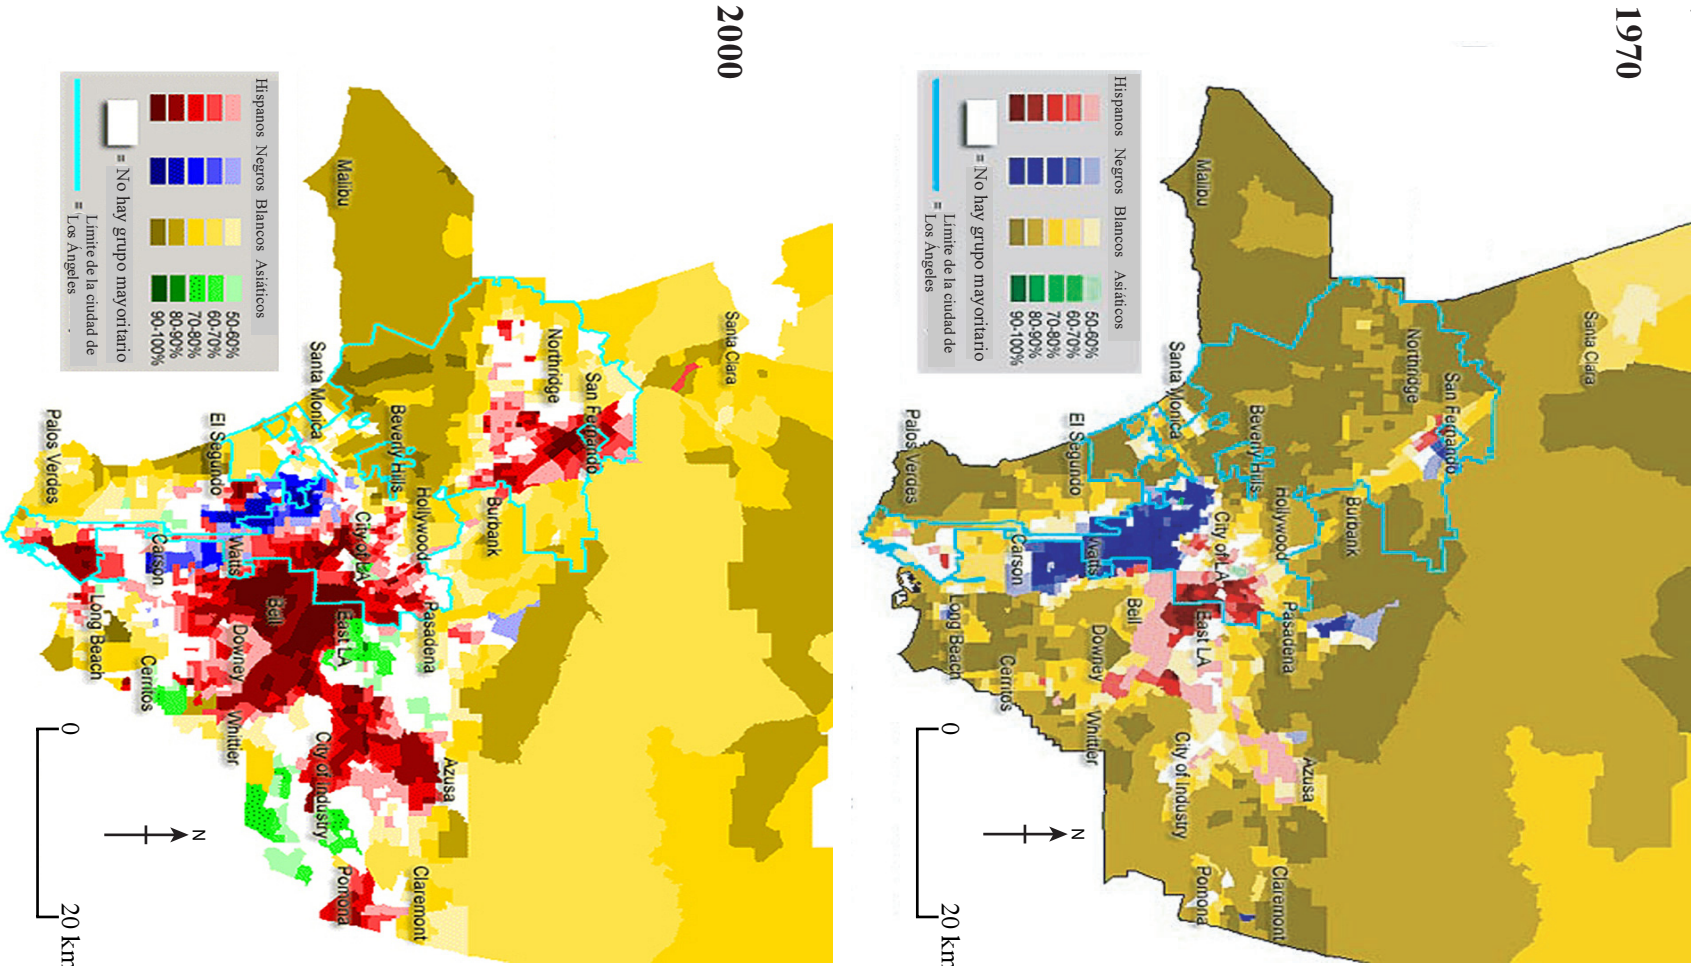 1970
Santa Clara
San Fernando
Northridge
Burbank
Azusa
Pasadena
Hollywood
Claremont
Beverly Hills
City of LA
Malibu
East LA
Pomona
City of Industry
Santa Monica
Bell
Downey
Whittier
Watts
El Segundo
Carson
Cerritos
Long Beach
Palos Verdes
Hispanos Negros Blancos Asiáticos
50-60%
60-70%
70-80%
80-90%
90-100%
= No hay grupo mayoritario
= Límite de la ciudad de
Los Ángeles
N
0 20 km
2000
Santa Clara
San Fernando
Northridge
Burbank
Azusa
Pasadena
Hollywood
Claremont
Beverly Hills
City of LA
Malibu
East LA
Pomona
City of Industry
Santa Monica
Bell
Downey
Whittier
Watts
El Segundo
Carson
Cerritos
Long Beach
Palos Verdes
Hispanos Negros Blancos Asiáticos
50-60%
60-70%
70-80%
80-90%
90-100%
= No hay grupo mayoritario
= Límite de la ciudad de
Los Ángeles
N
0 20 km